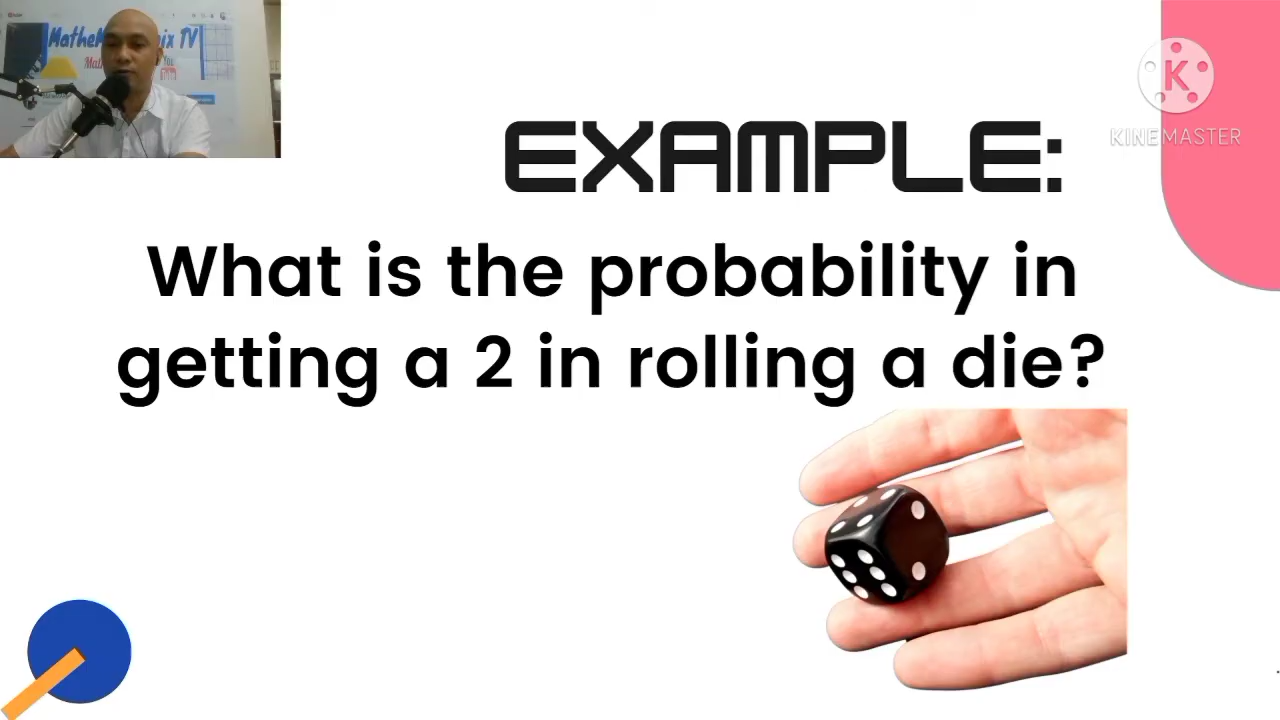 EXAMPLE:
KINEMASTER
What is the probability in
getting a 2 in rolling a die?